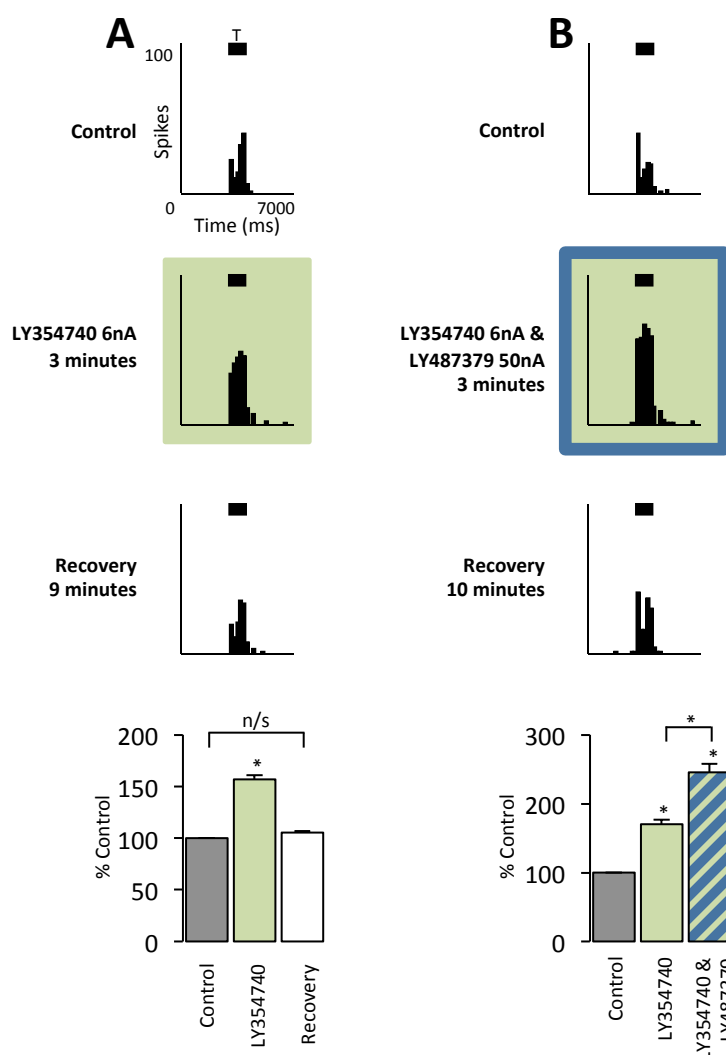 A
T
100
Spikes
Control
0
7000
Time (ms)
LY354740 6nA
3 minutes
Recovery
9 minutes
n/s
200
150
100
50
0
% Control
*
Control
LY354740
Recovery
B
Control
LY354740 6nA &
LY487379 50nA
3 minutes
Recovery
10 minutes
*
*
*
300
200
100
0
% Control
Control
LY354740
LY354740 &
LY487379